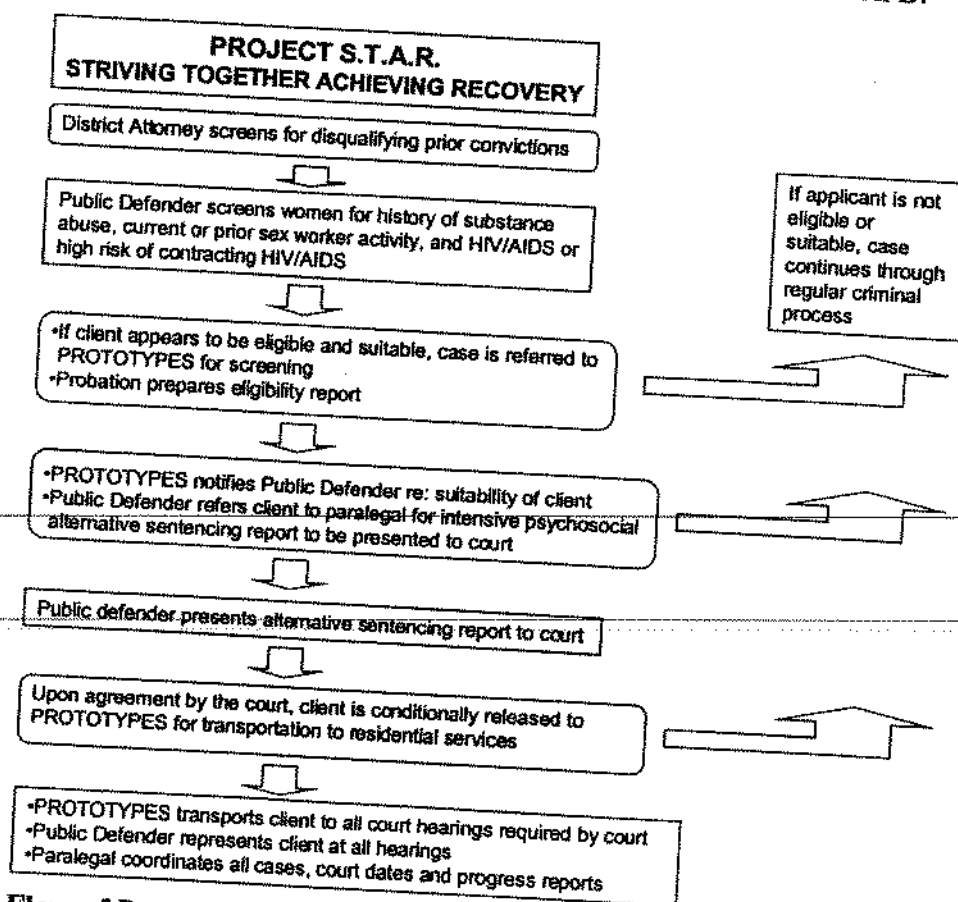 PROJECT S.T.A.R.
STRIVING TOGETHER ACHIEVING RECOVERY
District Attorney screens for disqualifying prior convictions
Public Defender screens women for history of substance
abuse, current or prior sex worker activity, and HIV/AIDS or
high risk of contracting HIV/AIDS
If applicant is not
eligible or
suitable, case
continues through
regular criminal
process
•If client appears to be eligible and suitable, case is referred to
PROTOTYPES for screening
•Probation prepares eligibility report
•PROTOTYPES notifies Public Defender re: suitability of client
•Public Defender refers client to paralegal for intensive psychosocial
alternative sentencing report to be presented to court
Public defender presents alternative sentencing report to court
Upon agreement by the court, client is conditionally released to
PROTOTYPES for transportation to residential services
•PROTOTYPES transports client to all court hearings required by court
•Public Defender represents client at all hearings
•Paralegal coordinates all cases, court dates and progress reports